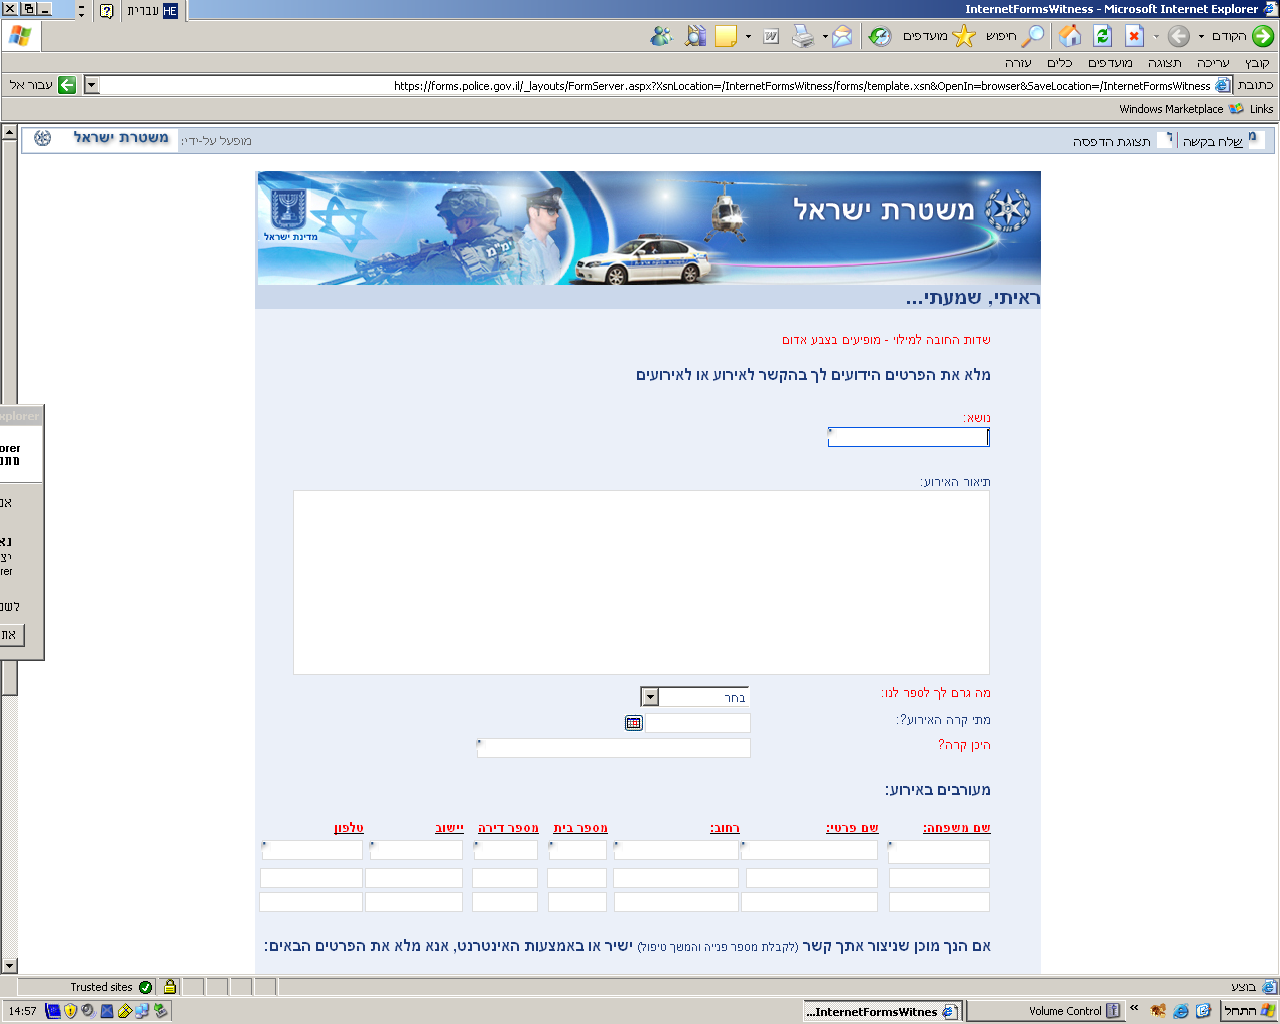 InternetFormsWitness - Microsoft Internet Explorer
עברית HE
הקודם חיפוש מועדפים
קובץ עריכה תצוגה מועדפים כלים עזרה
כתובת https://forms.police.gov.il/_layouts/FormServer.aspx?XsnLocation=/InternetFormsWitness/forms/template.xsn&OpenIn=browser&SaveLocation=/InternetFormsWitness עבור אל
Links Windows Marketplace
שלח בקשה תצוגת הדפסה מופעל על-ידי: משטרת ישראל
משטרת ישראל
ימ"מ
מדינת ישראל
ראיתי, שמעתי...
שדות החובה למילוי - מופיעים בצבע אדום
מלא את הפרטים הידועים לך בהקשר לאירוע או לאירועים
נושא:
תיאור האירוע:
מה גרם לך לספר לנו: בחר
מתי קרה האירוע?:
היכן קרה?
מעורבים באירוע:
שם משפחה: שם פרטי: רחוב: מספר בית מספר דירה יישוב טלפון
אם הנך מוכן שניצור אתך קשר (לקבלת מספר פנייה והמשך טיפול) ישיר או באמצעות האינטרנט, אנא מלא את הפרטים הבאים:
בוצע Trusted sites
התחל Volume Control InternetFormsWitnes... 14:57